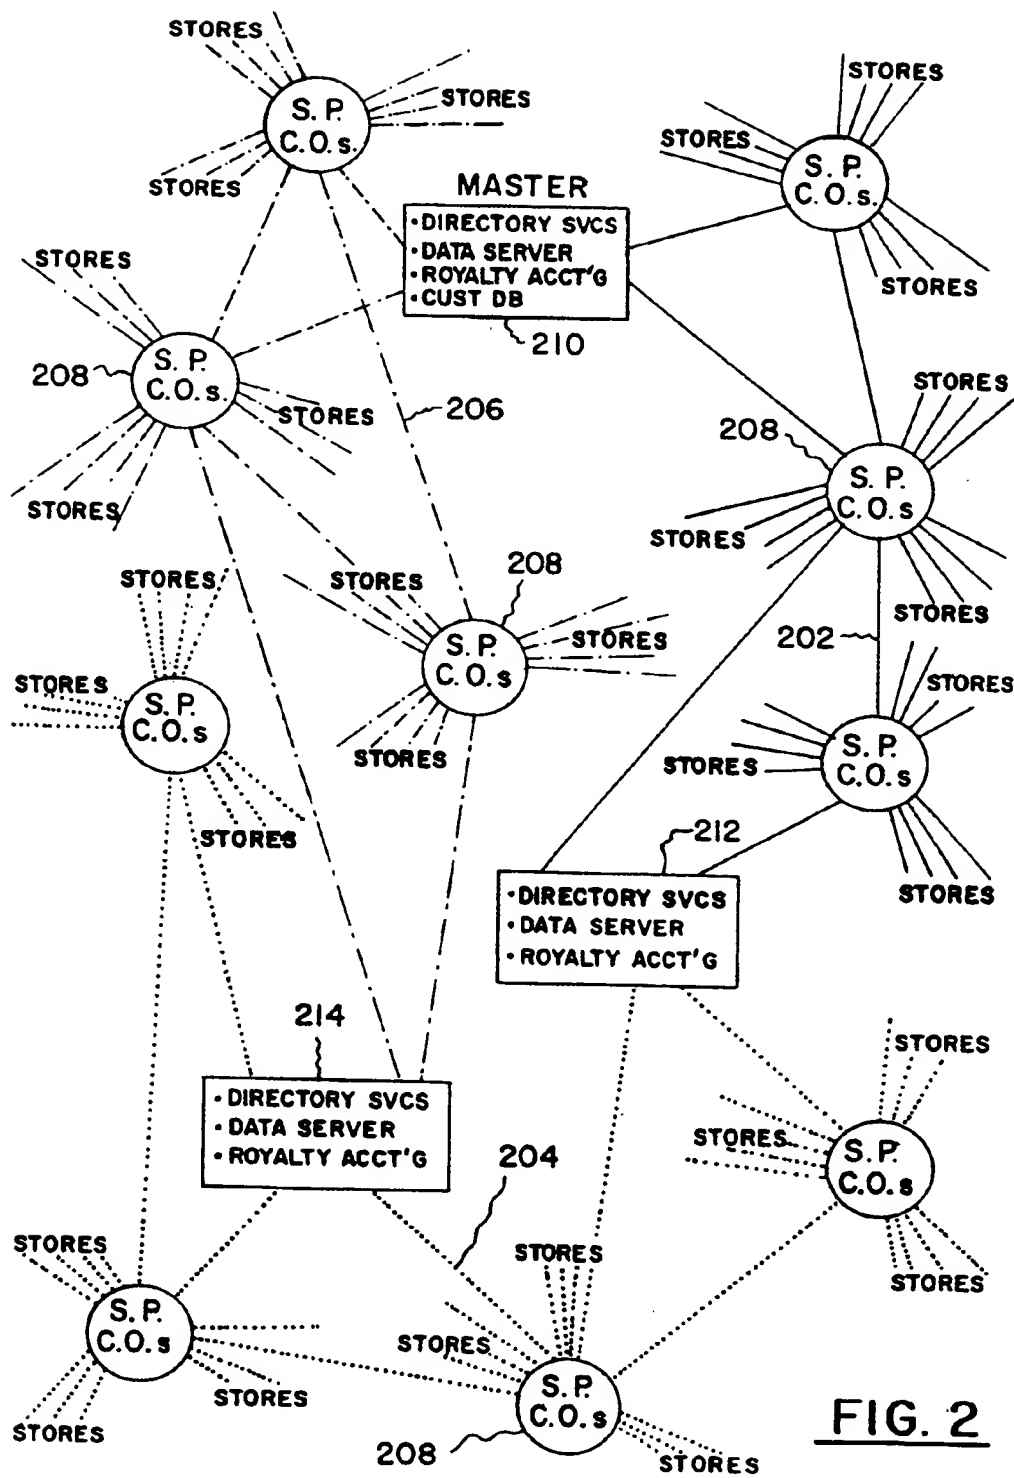 STORES
S. P.
C.O.s.
STORES
STORES
STORES
STORES
S. P.
C.O.s.
STORES
MASTER
•DIRECTORY SVCS
•DATA SERVER
•ROYALTY ACCT'G
•CUST DB
210
STORES
208
S. P.
C.O.s.
STORES
STORES
206
STORES
208
S. P.
C.O.s
STORES
STORES
202
STORES
208
STORES
S. P.
C.O.s
STORES
STORES
STORES
STORES
S. P.
C.O.s
STORES
STORES
STORES
S. P.
C.O.s
STORES
212
•DIRECTORY SVCS
•DATA SERVER
•ROYALTY ACCT'G
214
•DIRECTORY SVCS
•DATA SERVER
•ROYALTY ACCT'G
204
STORES
STORES
S. P.
C.O.s
STORES
STORES
S. P.
C.O.s
STORES
STORES
STORES
STORES
S. P.
C.O.s
208
STORES
FIG. 2